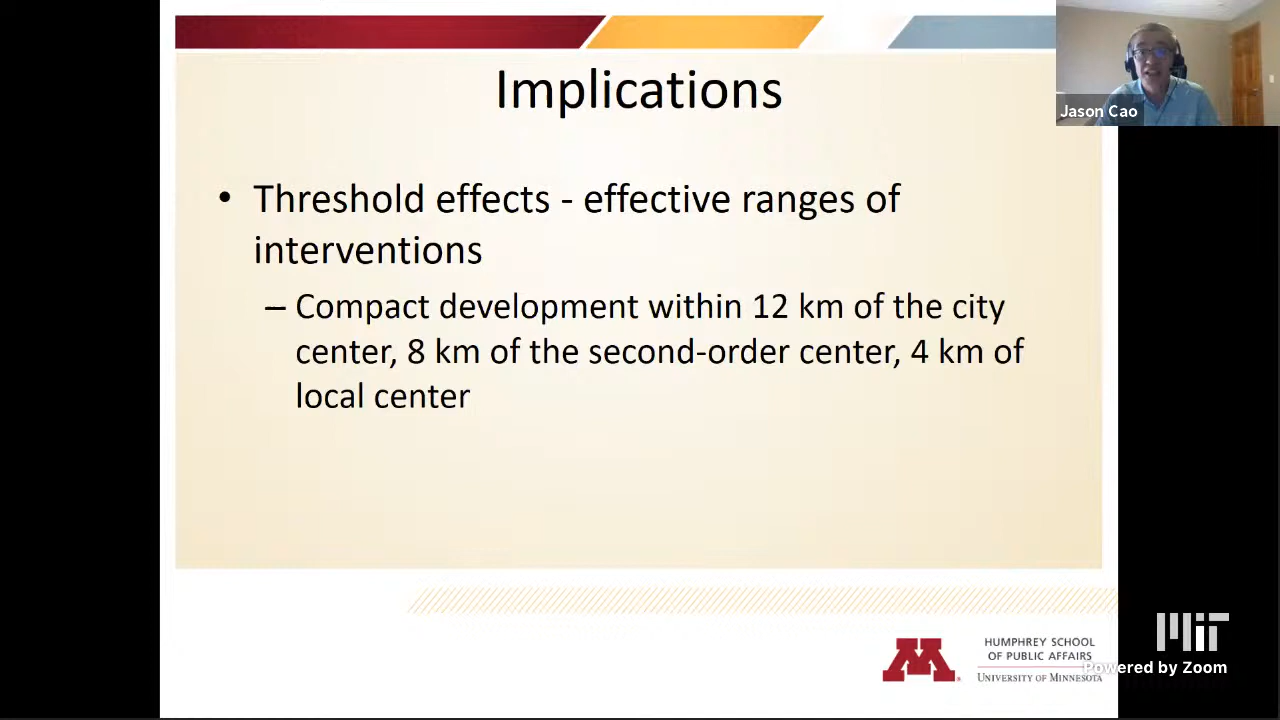 Implications
Jason Cao
• Threshold effects - effective ranges of
interventions
– Compact development within 12 km of the city
center, 8 km of the second-order center, 4 km of
local center
HUMPHREY SCHOOL
OF PUBLIC AFFAIRS
UNIVERSITY OF MINNESOTA
MIT
Powered by Zoom